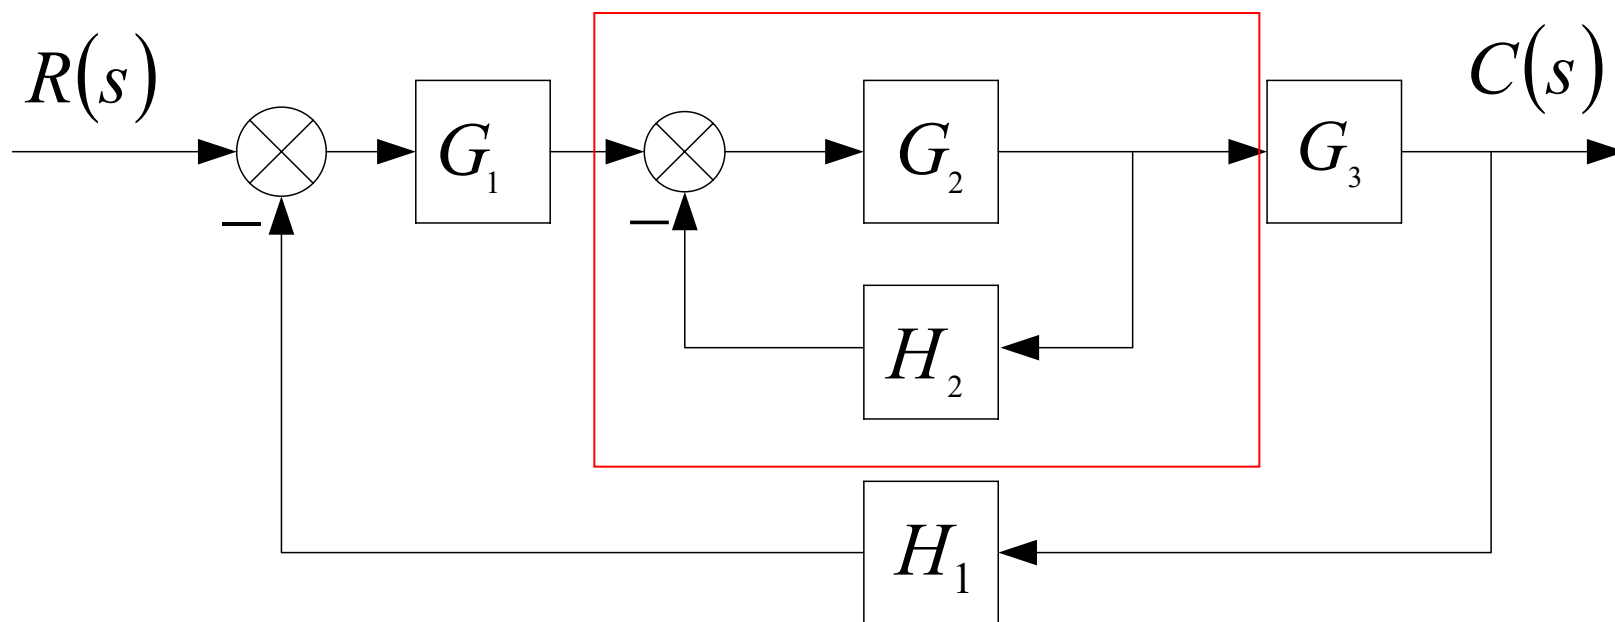 R(s)
C(s)
G₁
G₂
G₃
−
−
H₂
H₁